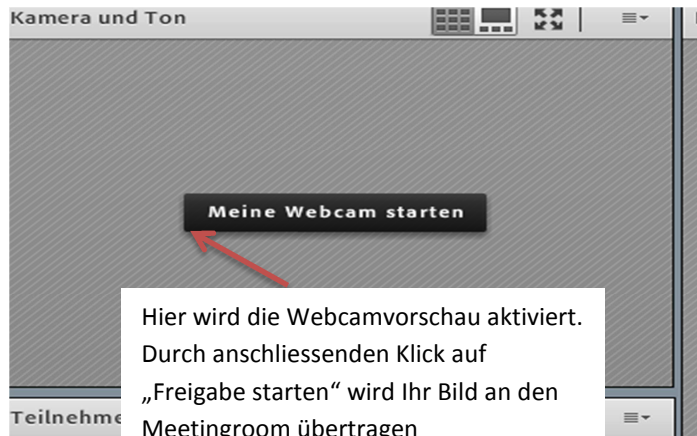 Kamera und Ton
Meine Webcam starten
Hier wird die Webcamvorschau aktiviert.
Durch anschliessenden Klick auf
„Freigabe starten“ wird Ihr Bild an den
Meetingroom übertragen